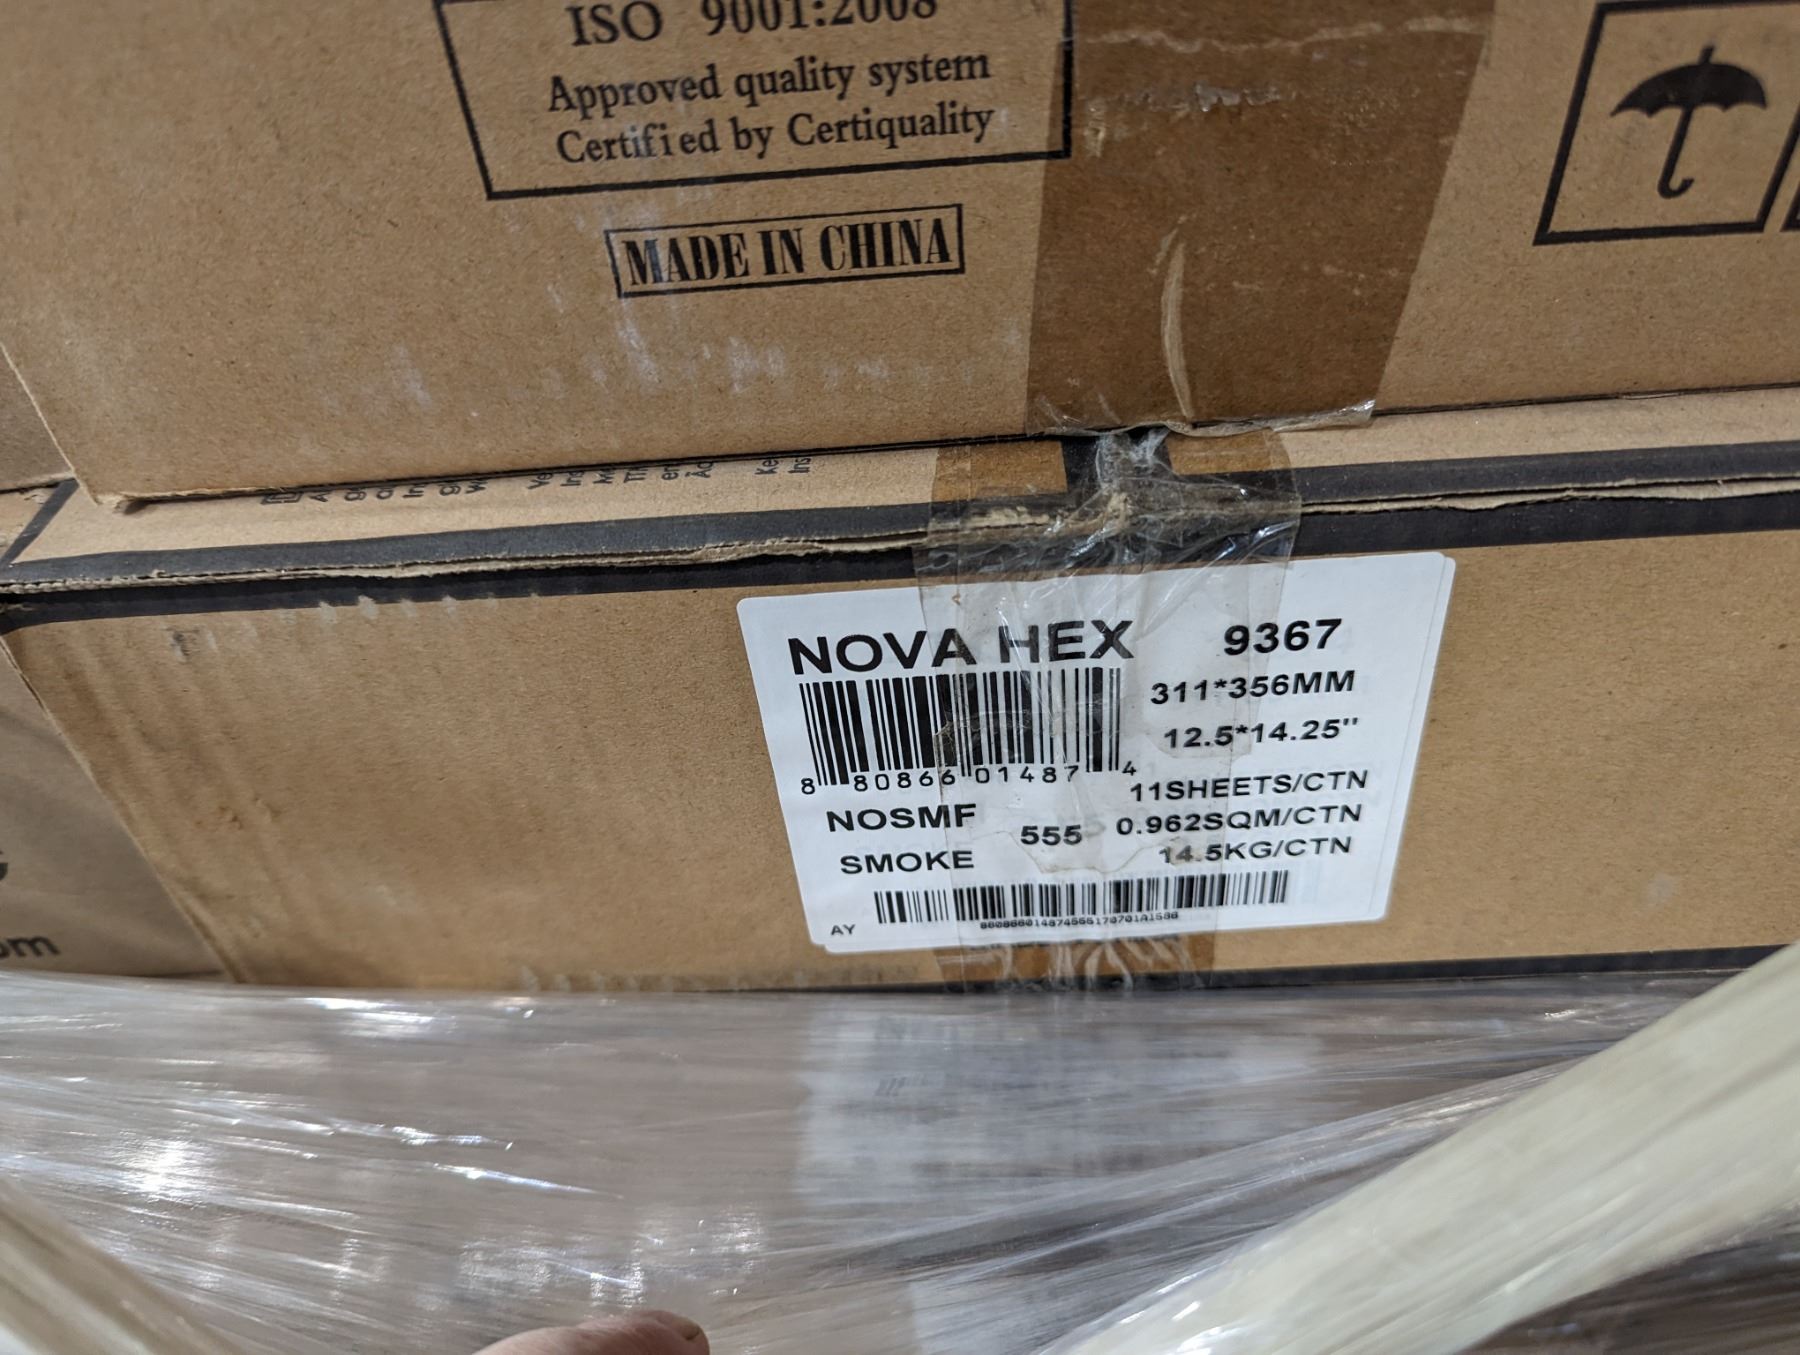 ISO 9001:2008
Approved quality system
Certified by Certiquality
MADE IN CHINA
NOVA HEX 9367
311*356MM
12.5*14.25"
8 80866 01487 4
11SHEETS/CTN
NOSMF
555
0.962SQM/CTN
SMOKE
14.5KG/CTN
AY